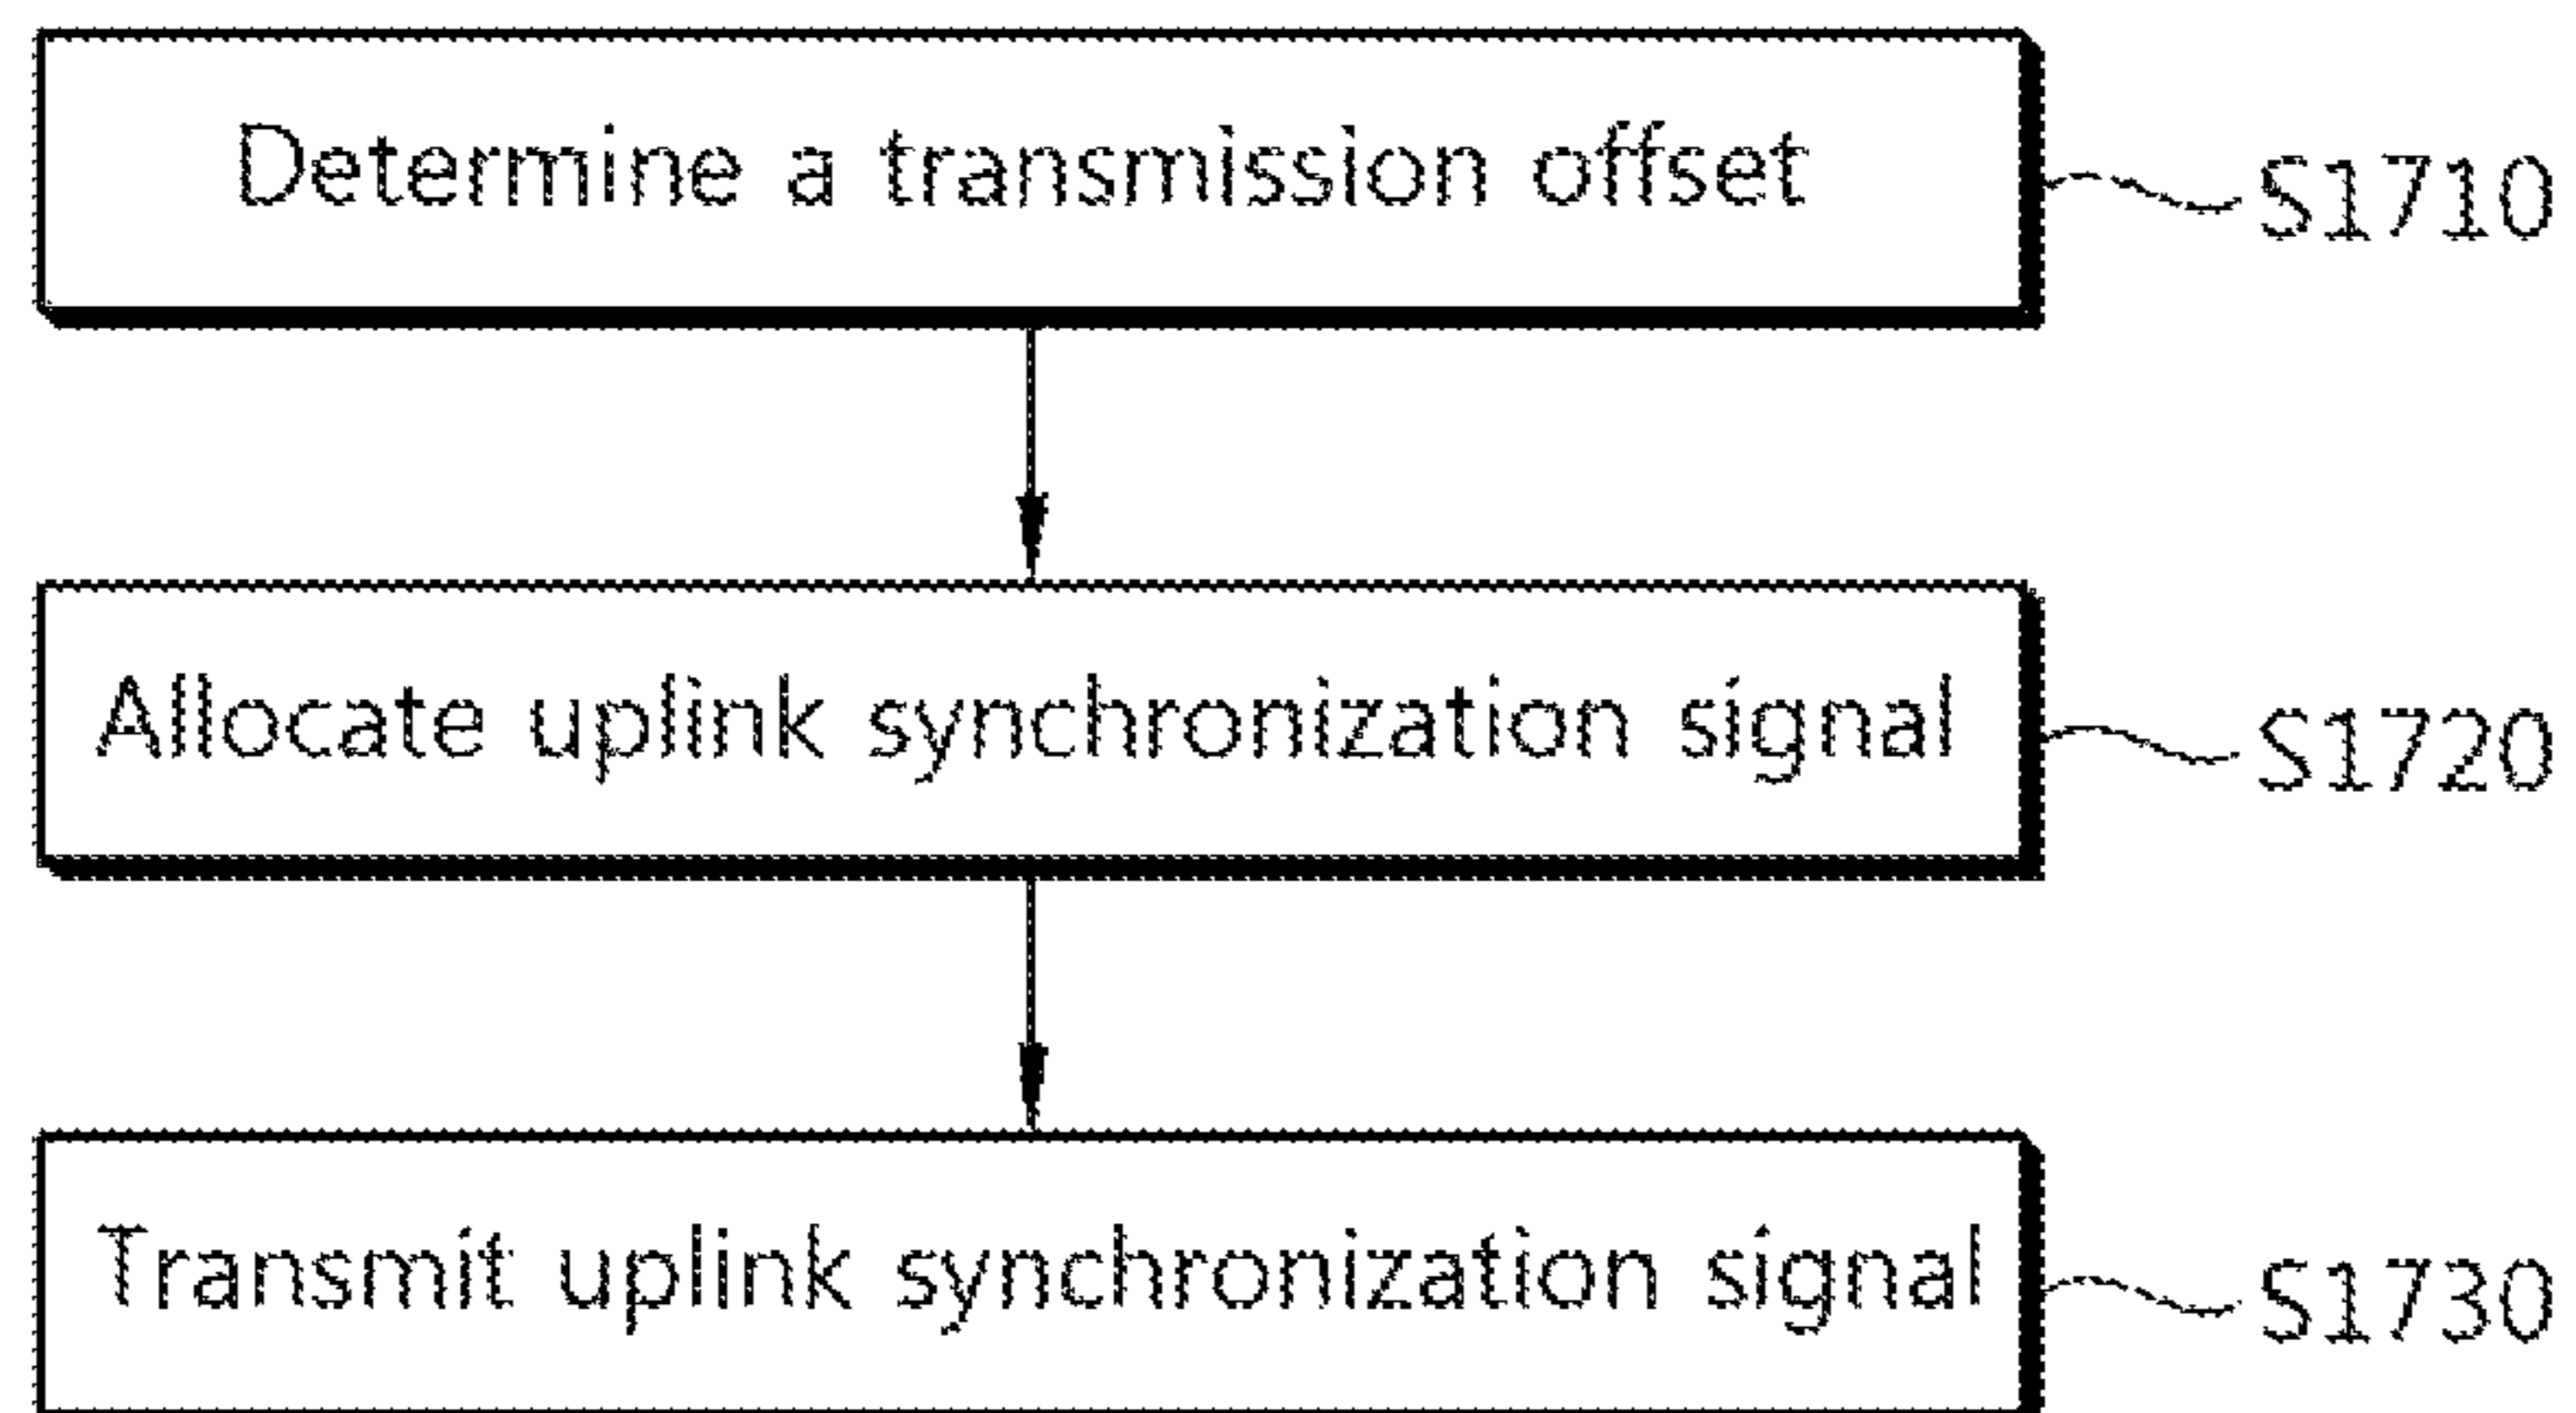 Determine a transmission offset
S1710
Allocate uplink synchronization signal
S1720
Transmit uplink synchronization signal
S1730